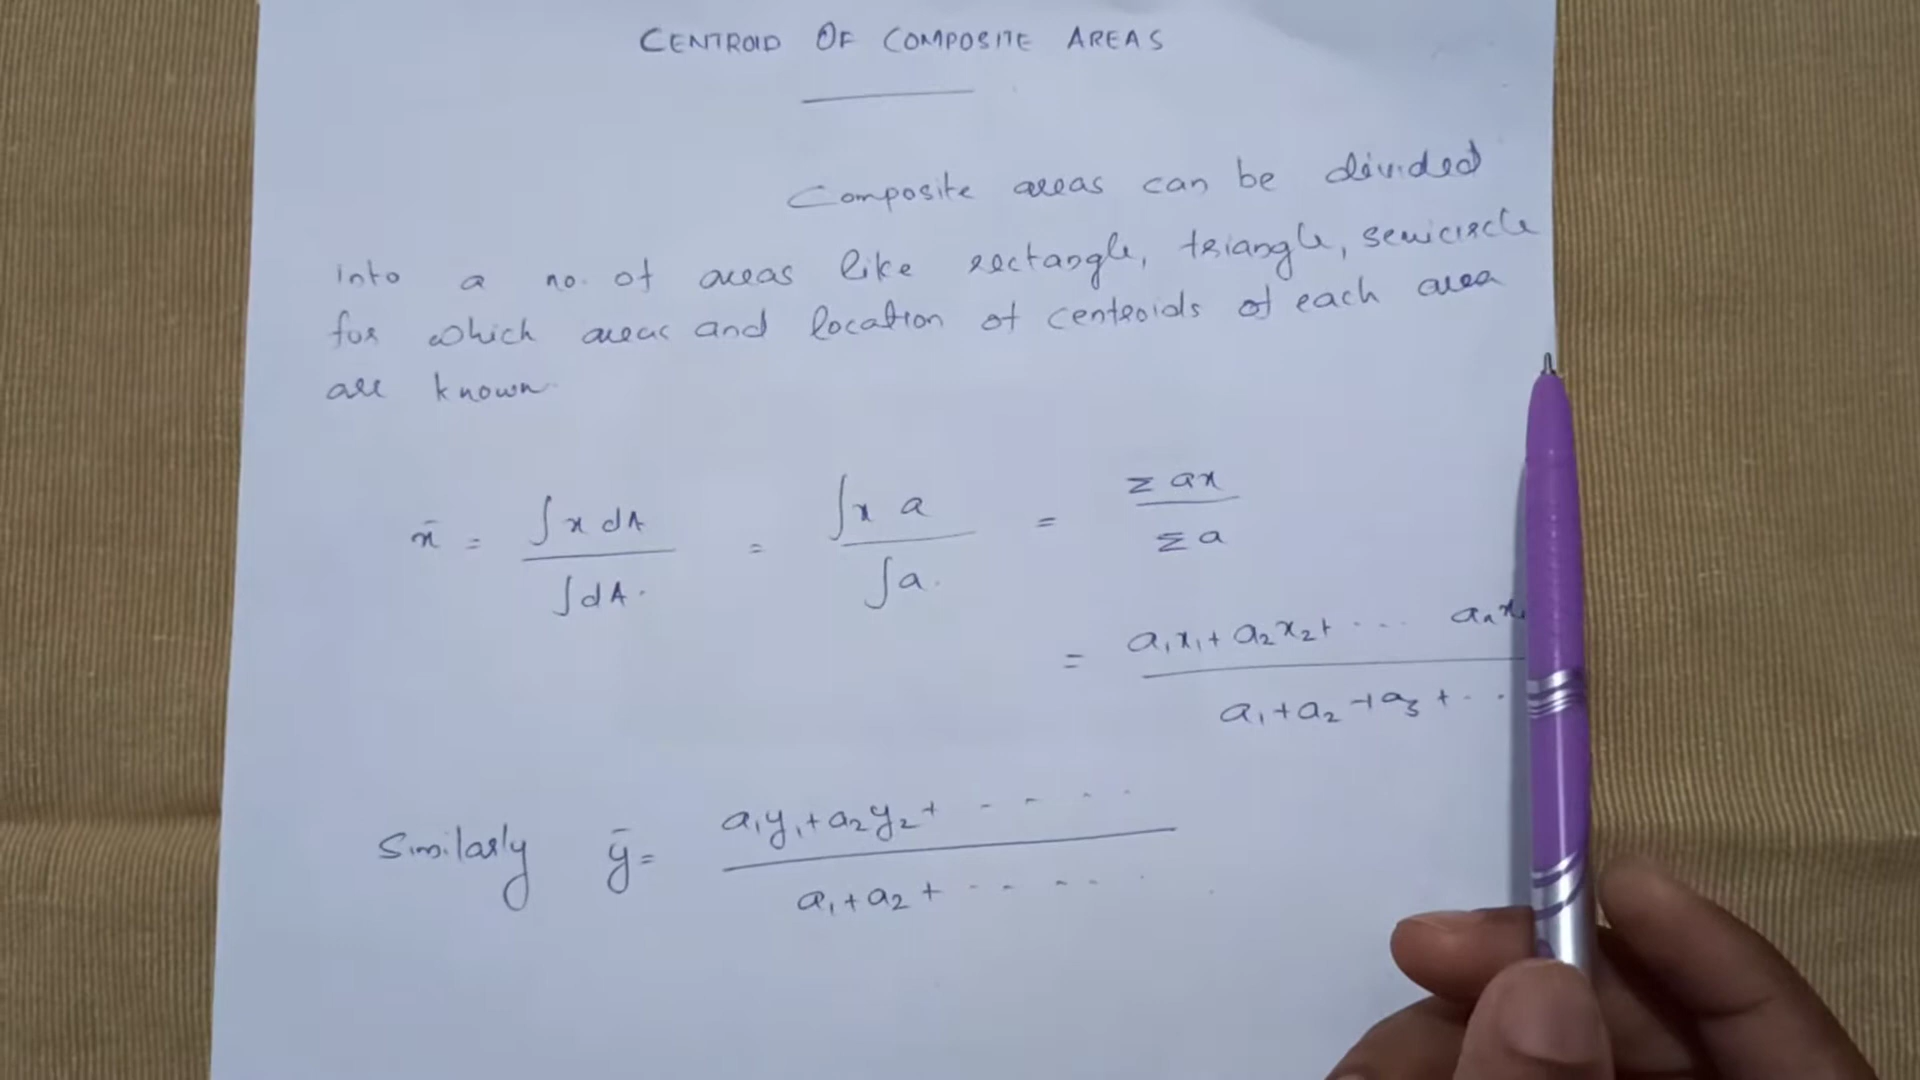 CENTROID OF COMPOSITE AREAS
Composite areas can be divided
into a no. of areas like rectangle, triangle, semicircle
for which areas and location of centroids of each area
are known.
x̄ = ∫x dA / ∫dA. = ∫x a / ∫a. = Σ ax / Σ a
= a₁x₁ + a₂x₂ + ... aₙx / a₁ + a₂ + a₃ + ..
Similarly ȳ = a₁y₁ + a₂y₂ + - - - - / a₁ + a₂ + - - - - -